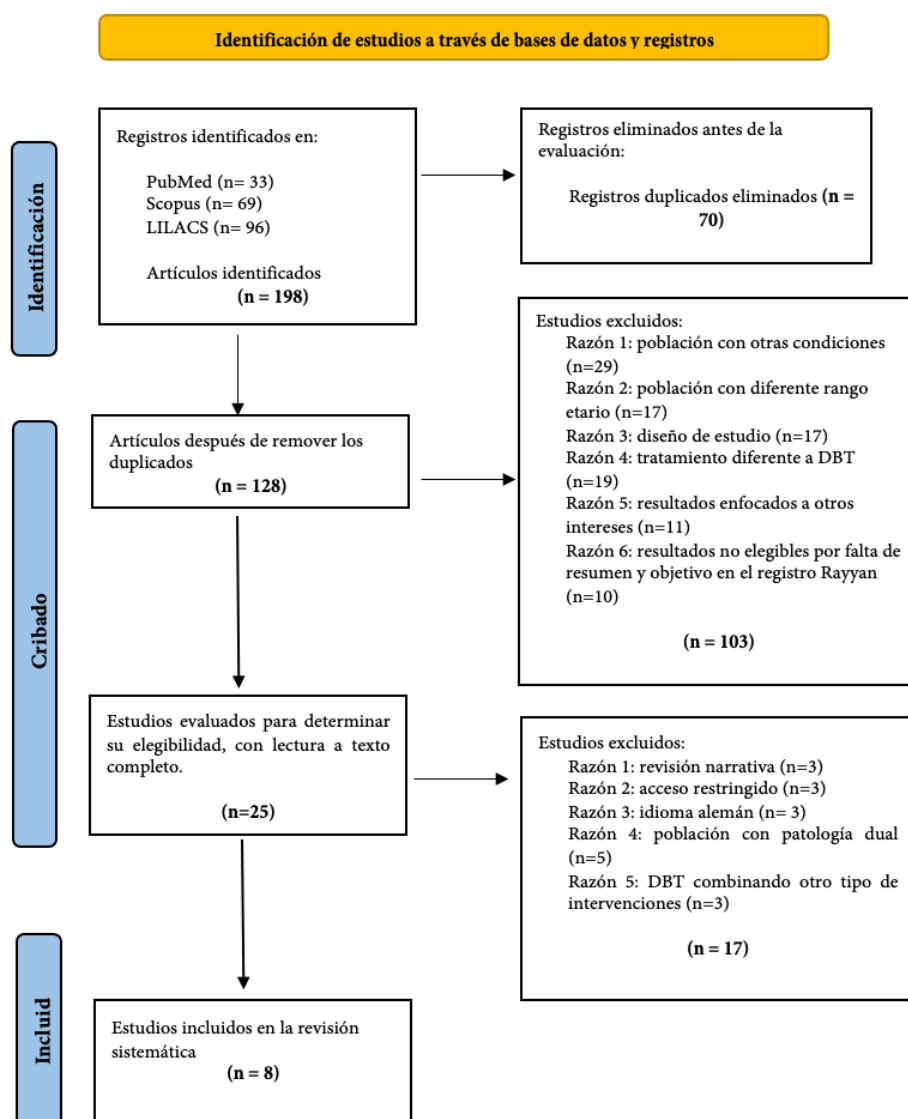 Identificación de estudios a través de bases de datos y registros
Identificación
Registros identificados en:
PubMed (n= 33)
Scopus (n= 69)
LILACS (n= 96)
Artículos identificados
(n = 198)
Registros eliminados antes de la
evaluación:
Registros duplicados eliminados (n =
70)
Cribado
Artículos después de remover los
duplicados
(n = 128)
Estudios excluidos:
Razón 1: población con otras condiciones
(n=29)
Razón 2: población con diferente rango
etario (n=17)
Razón 3: diseño de estudio (n=17)
Razón 4: tratamiento diferente a DBT
(n=19)
Razón 5: resultados enfocados a otros
intereses (n=11)
Razón 6: resultados no elegibles por falta de
resumen y objetivo en el registro Rayyan
(n=10)
(n = 103)
Estudios evaluados para determinar
su elegibilidad, con lectura a texto
completo.
(n=25)
Estudios excluidos:
Razón 1: revisión narrativa (n=3)
Razón 2: acceso restringido (n=3)
Razón 3: idioma alemán (n= 3)
Razón 4: población con patología dual
(n=5)
Razón 5: DBT combinando otro tipo de
intervenciones (n=3)
(n = 17)
Incluid
Estudios incluidos en la revisión
sistemática
(n = 8)